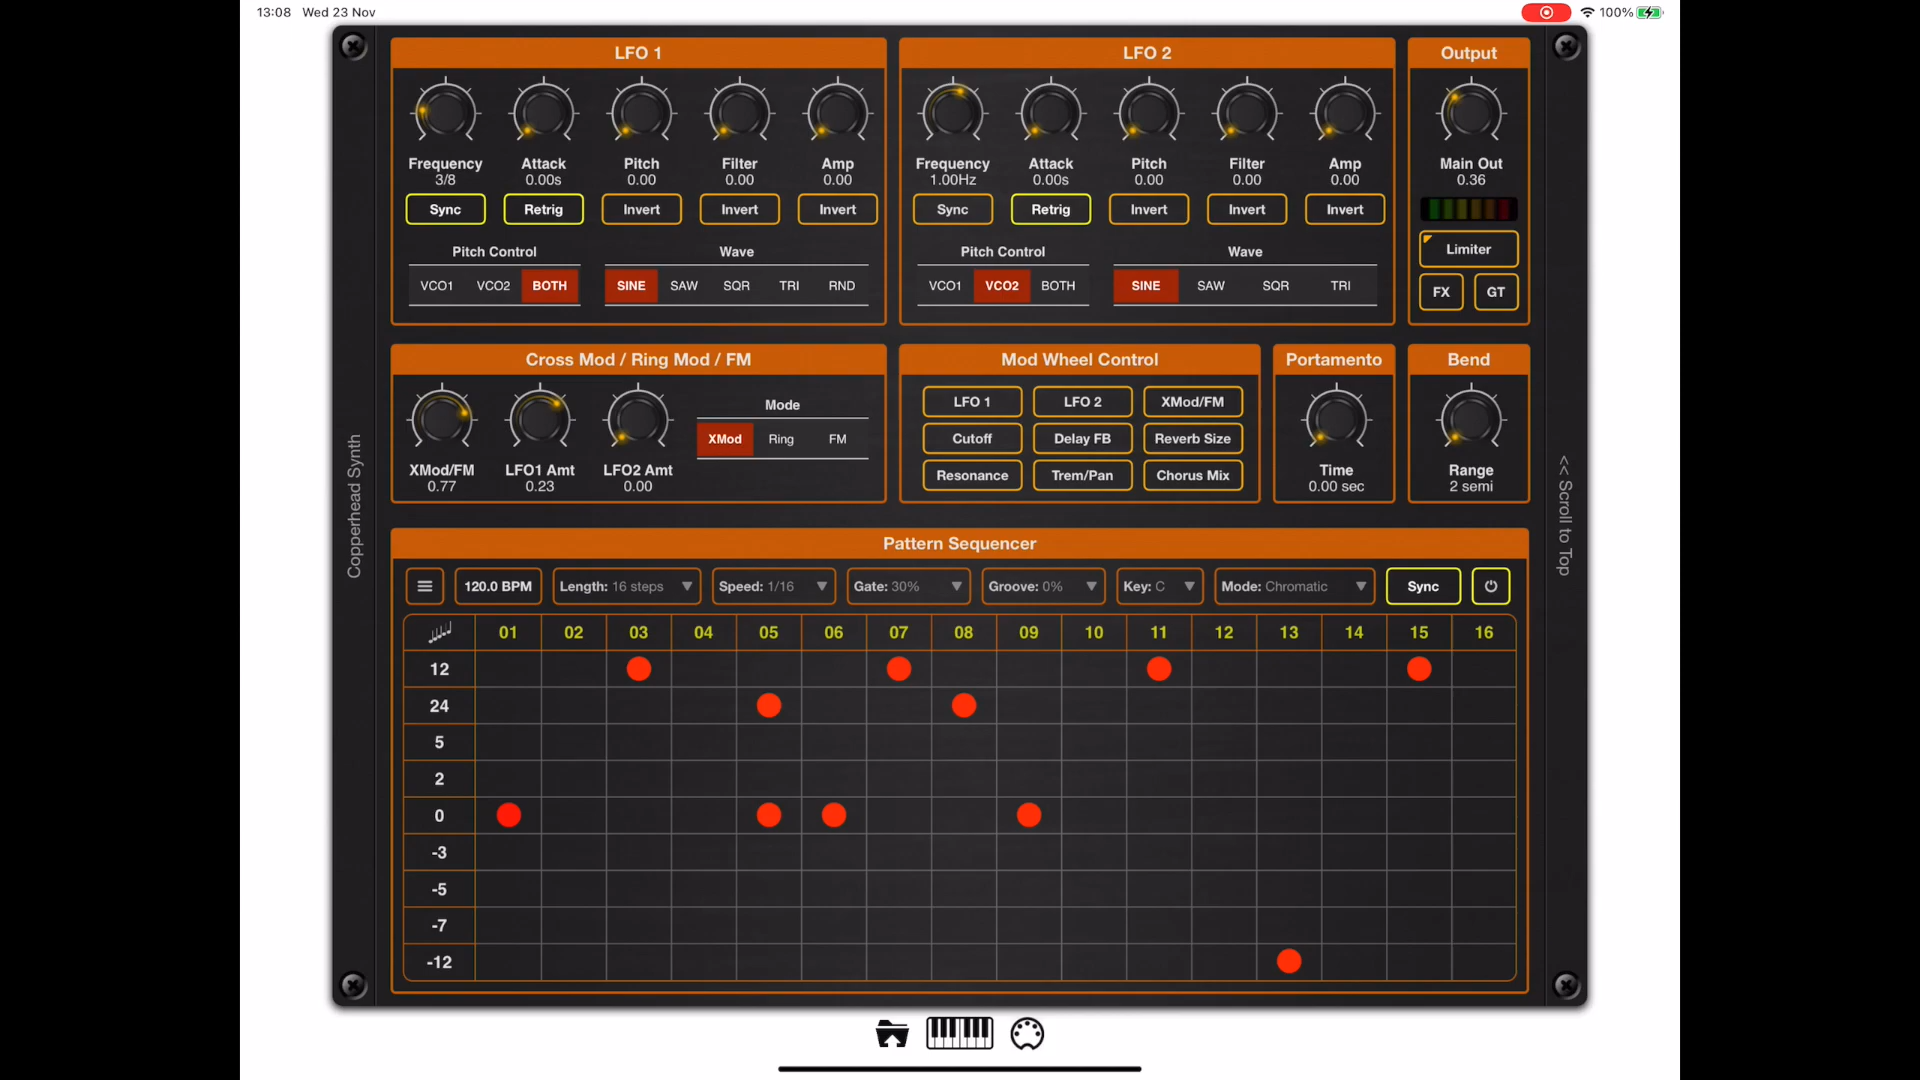 13:08 Wed 23 Nov
100%
LFO 1
LFO 2
Output
Frequency Attack Pitch Filter Amp
3/8 0.00s 0.00 0.00 0.00
Frequency Attack Pitch Filter Amp
1.00Hz 0.00s 0.00 0.00 0.00
Main Out
0.36
Sync Retrig Invert Invert Invert
Sync Retrig Invert Invert Invert
Pitch Control Wave
Pitch Control Wave
Limiter
VCO1 VCO2 BOTH SINE SAW SQR TRI RND
VCO1 VCO2 BOTH SINE SAW SQR TRI
FX GT
Cross Mod / Ring Mod / FM
Mod Wheel Control
Portamento
Bend
Mode
XMod Ring FM
XMod/FM LFO1 Amt LFO2 Amt
0.77 0.23 0.00
LFO 1 LFO 2 XMod/FM
Cutoff Delay FB Reverb Size
Resonance Trem/Pan Chorus Mix
Time
0.00 sec
Range
2 semi
Copperhead Synth
<< Scroll to Top
Pattern Sequencer
120.0 BPM Length: 16 steps Speed: 1/16 Gate: 30% Groove: 0% Key: C Mode: Chromatic Sync
01 02 03 04 05 06 07 08 09 10 11 12 13 14 15 16
12
24
5
2
0
-3
-5
-7
-12